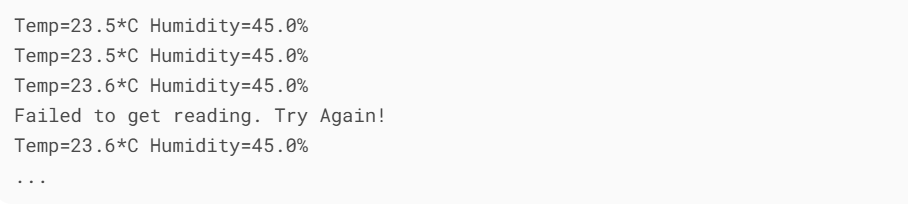 Temp=23.5*C Humidity=45.0%
Temp=23.5*C Humidity=45.0%
Temp=23.6*C Humidity=45.0%
Failed to get reading. Try Again!
Temp=23.6*C Humidity=45.0%
...